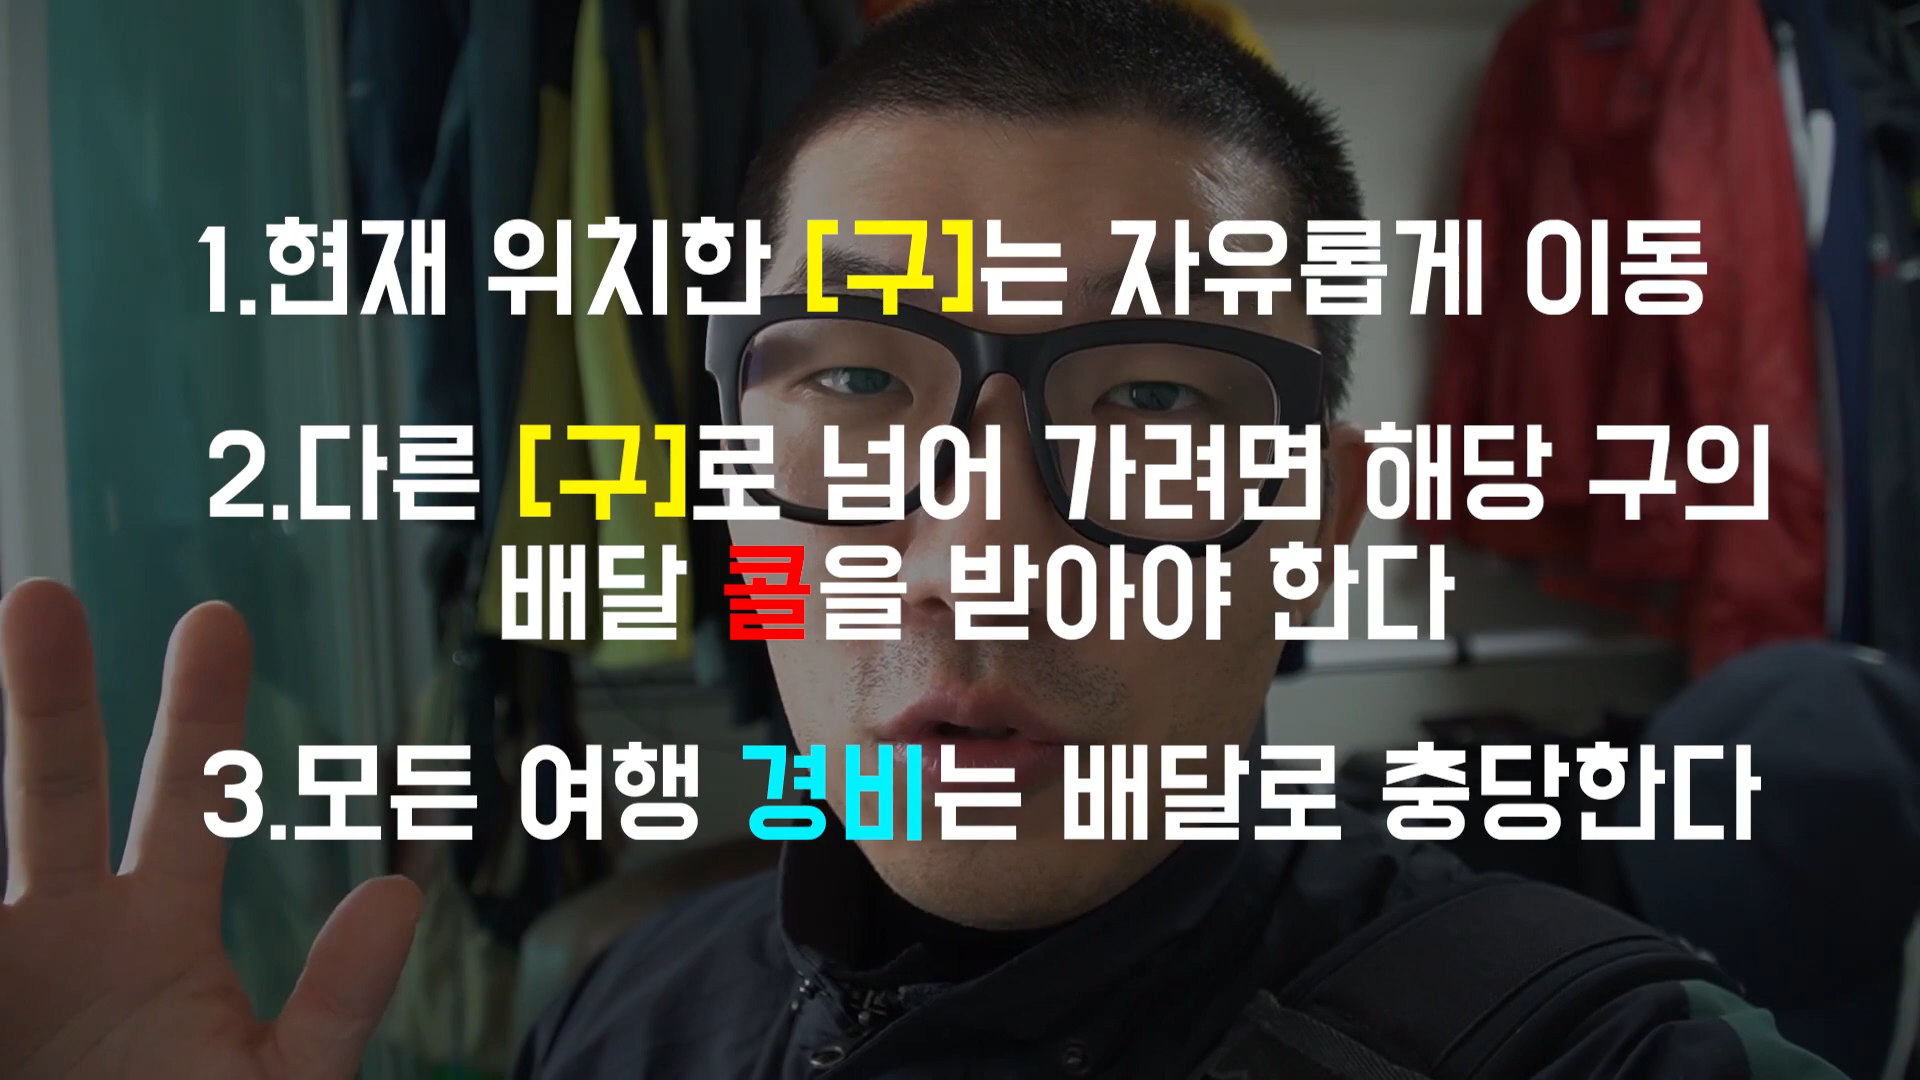 1.현재 위치한 [구]는 자유롭게 이동
2.다른 [구]로 넘어 가려면 해당 구의
배달 콜을 받아야 한다
3.모든 여행 경비는 배달로 충당한다